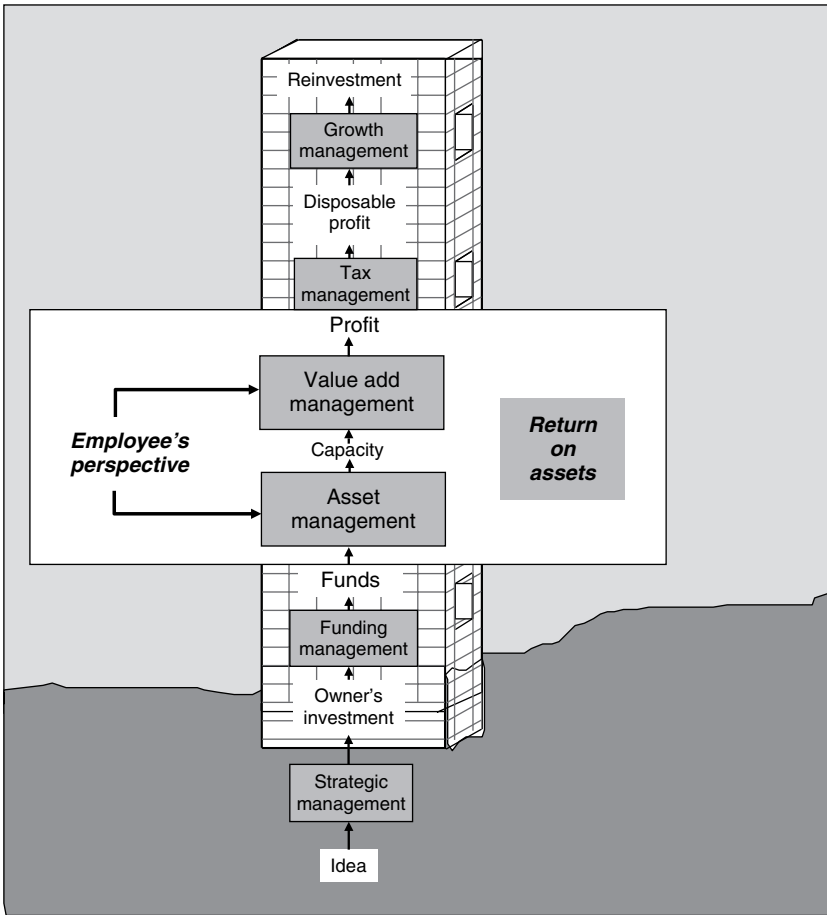 Reinvestment
Growth
management
Disposable
profit
Tax
management
Profit
Value add
management
Employee's
perspective
Capacity
Return
on
assets
Asset
management
Funds
Funding
management
Owner's
investment
Strategic
management
Idea